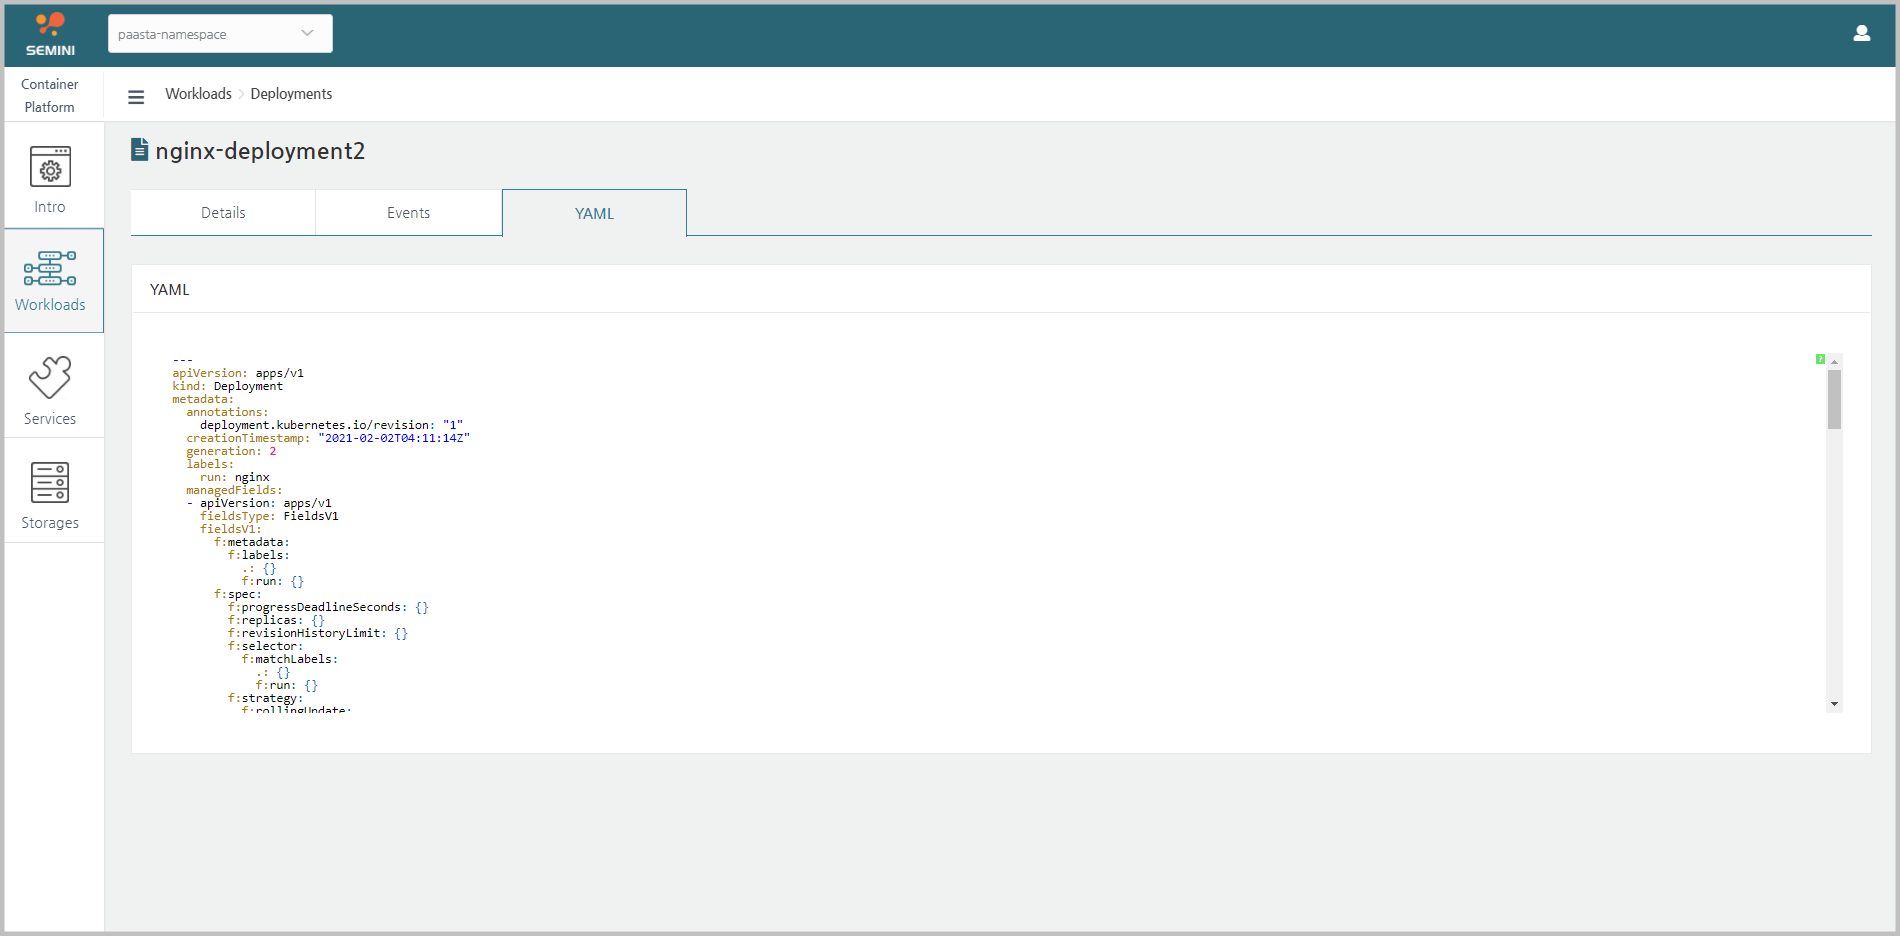 SEMINI
paasta-namespace
Container
Platform
Workloads
Deployments
nginx-deployment2
Intro
Workloads
Services
Storages
Details
Events
YAML
YAML
---
apiVersion: apps/v1
kind: Deployment
metadata:
  annotations:
    deployment.kubernetes.io/revision: "1"
  creationTimestamp: "2021-02-02T04:11:14Z"
  generation: 2
  labels:
    run: nginx
  managedFields:
  - apiVersion: apps/v1
    fieldsType: FieldsV1
    fieldsV1:
      f:metadata:
        f:labels:
          .: {}
          f:run: {}
      f:spec:
        f:progressDeadlineSeconds: {}
        f:replicas: {}
        f:revisionHistoryLimit: {}
        f:selector:
          f:matchLabels:
            .: {}
            f:run: {}
        f:strategy:
          f:rollingUpdate:
?